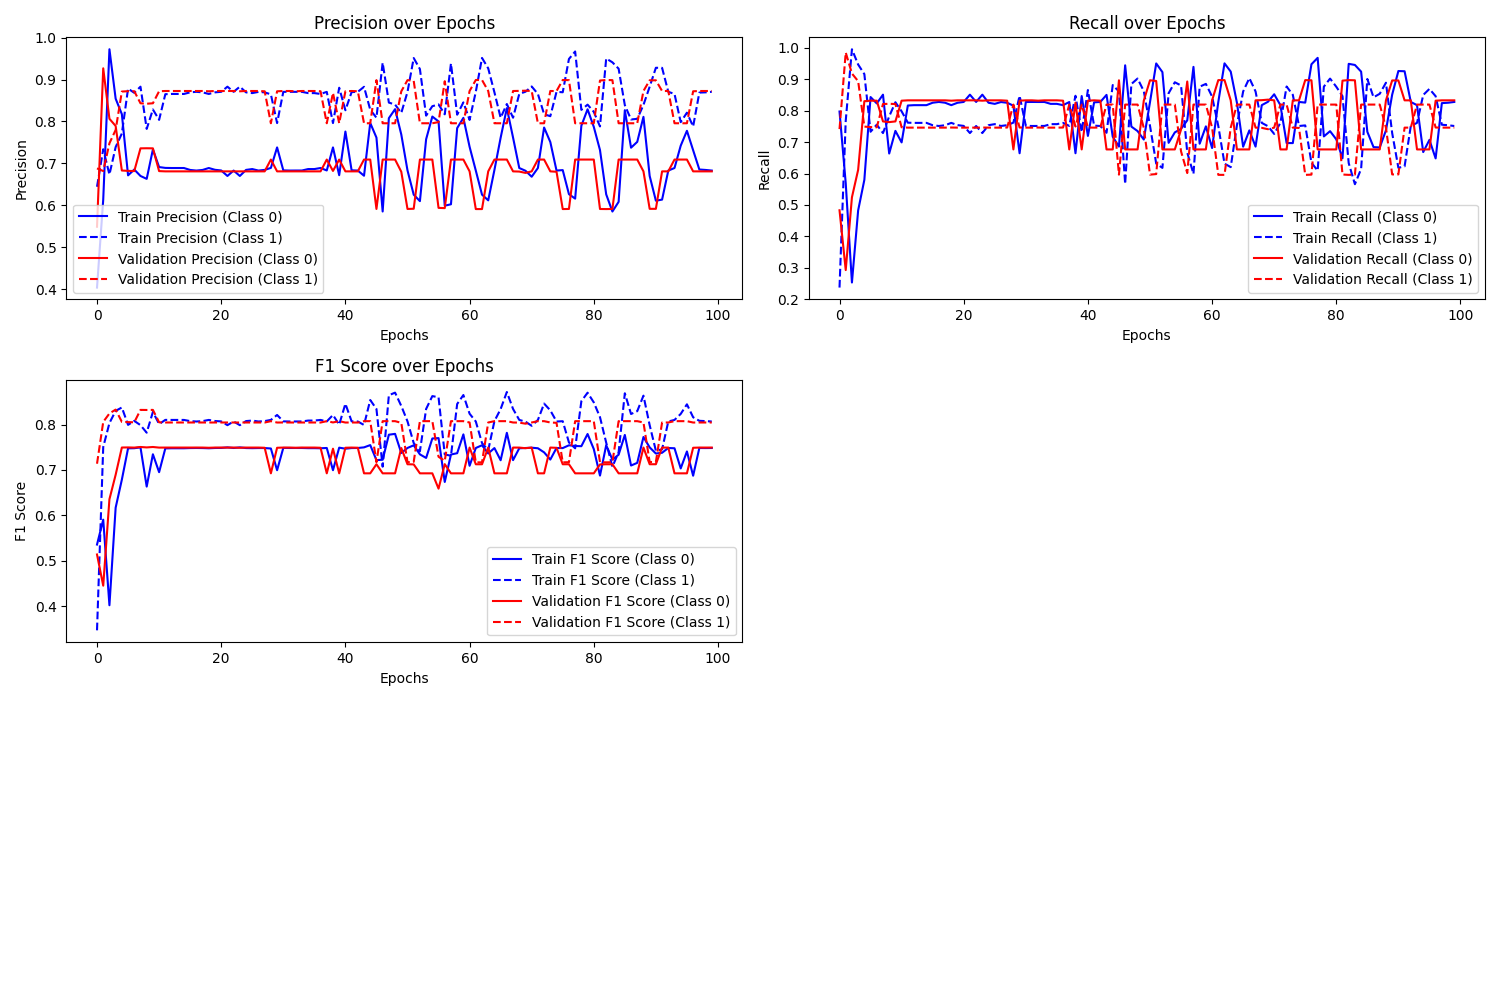 Precision over Epochs
Precision
1.0
0.9
0.8
0.7
0.6
0.5
0.4
Train Precision (Class 0)
Train Precision (Class 1)
Validation Precision (Class 0)
Validation Precision (Class 1)
0 20 40 60 80 100
Epochs
Recall over Epochs
Recall
1.0
0.9
0.8
0.7
0.6
0.5
0.4
0.3
0.2
Train Recall (Class 0)
Train Recall (Class 1)
Validation Recall (Class 0)
Validation Recall (Class 1)
0 20 40 60 80 100
Epochs
F1 Score over Epochs
F1 Score
0.8
0.7
0.6
0.5
0.4
Train F1 Score (Class 0)
Train F1 Score (Class 1)
Validation F1 Score (Class 0)
Validation F1 Score (Class 1)
0 20 40 60 80 100
Epochs